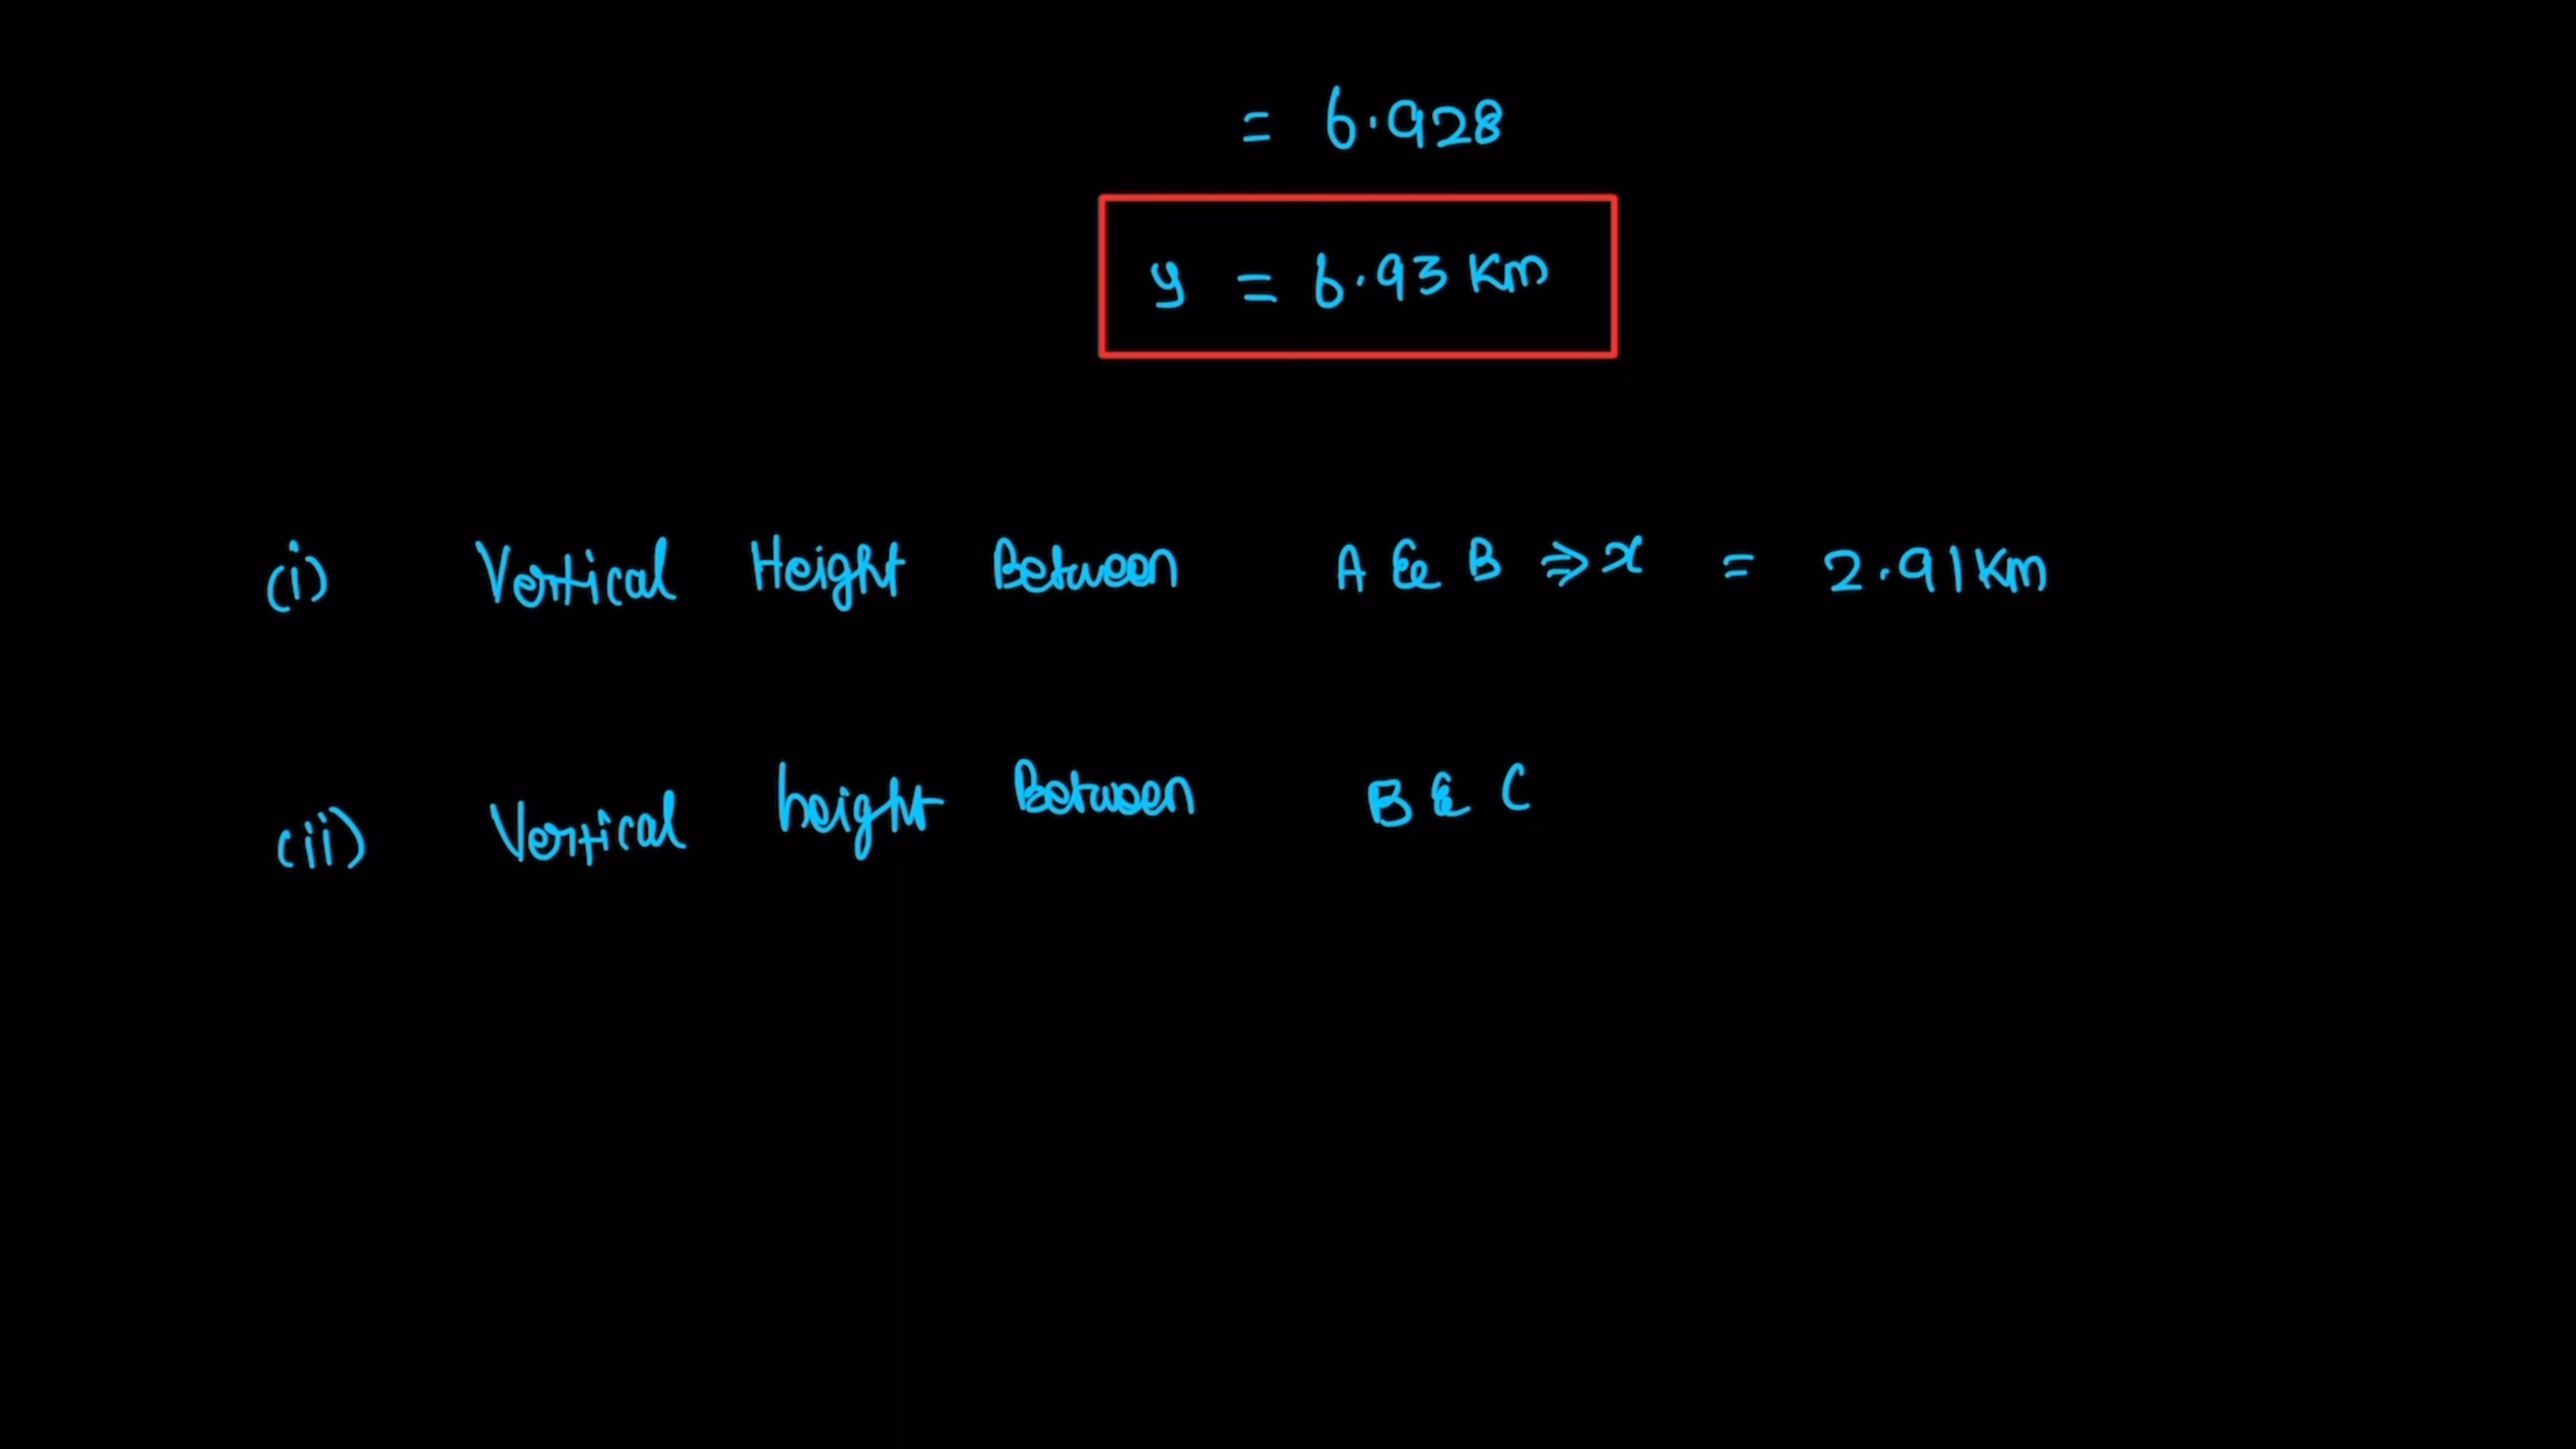 = 6.928
y = 6.93 Km
(i) Vertical Height Between A & B ⇒ x = 2.91 Km
(ii) Vertical height Between B & C